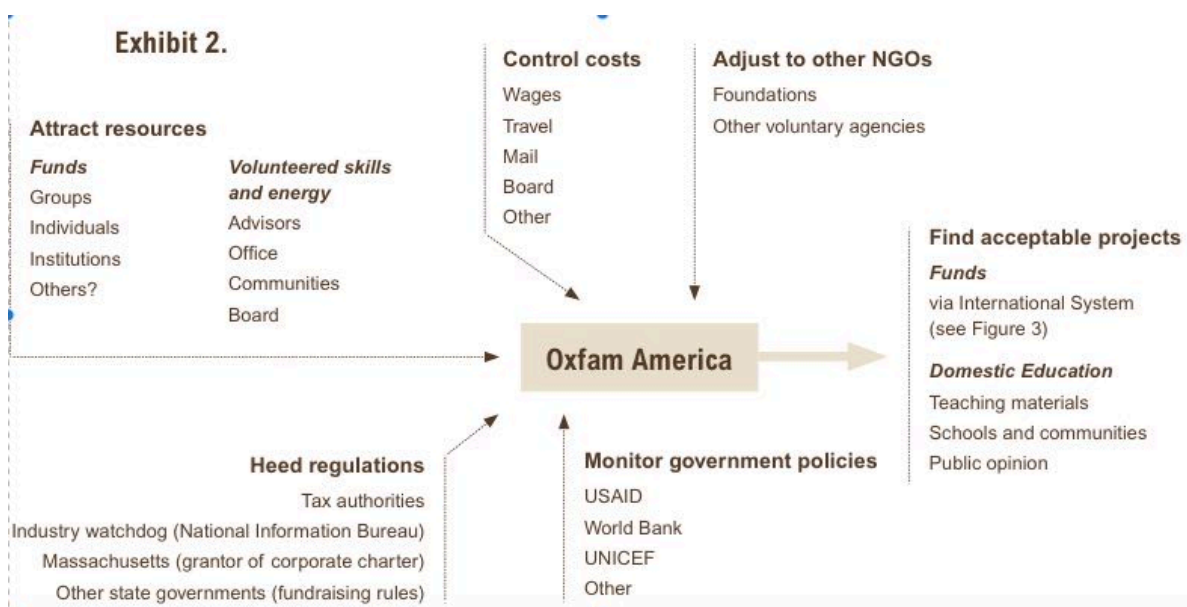 Exhibit 2.
Attract resources
Funds
Groups
Individuals
Institutions
Others?
Volunteered skills
and energy
Advisors
Office
Communities
Board
Control costs
Wages
Travel
Mail
Board
Other
Adjust to other NGOs
Foundations
Other voluntary agencies
Oxfam America
Find acceptable projects
Funds
via International System
(see Figure 3)
Domestic Education
Teaching materials
Schools and communities
Public opinion
Heed regulations
Tax authorities
Industry watchdog (National Information Bureau)
Massachusetts (grantor of corporate charter)
Other state governments (fundraising rules)
Monitor government policies
USAID
World Bank
UNICEF
Other